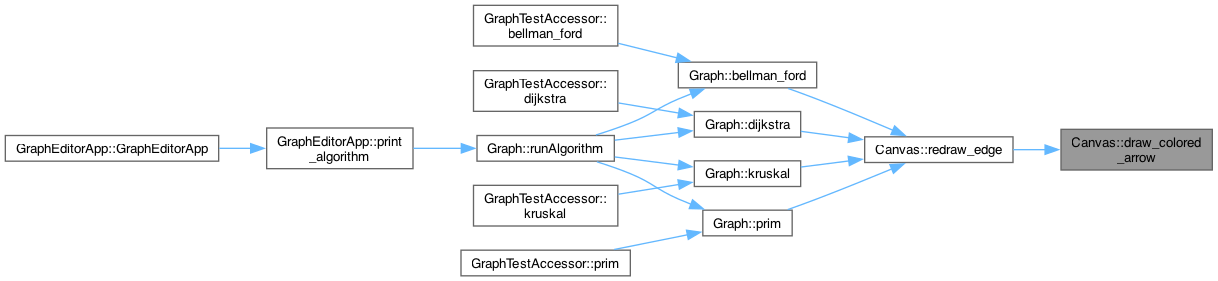 GraphTestAccessor::
bellman_ford
Graph::bellman_ford
GraphTestAccessor::
dijkstra
Graph::dijkstra
GraphEditorApp::GraphEditorApp
GraphEditorApp::print
_algorithm
Graph::runAlgorithm
Canvas::redraw_edge
Canvas::draw_colored
_arrow
Graph::kruskal
GraphTestAccessor::
kruskal
Graph::prim
GraphTestAccessor::prim